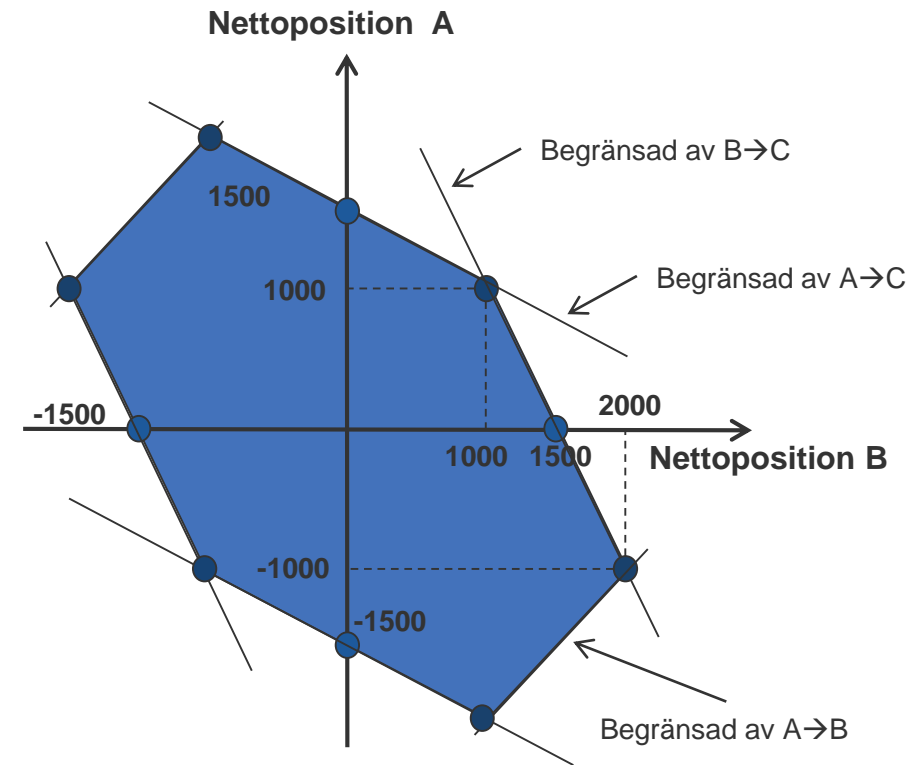 Nettoposition A
Begränsad av B→C
1500
Begränsad av A→C
1000
-1500
2000
1000 1500
Nettoposition B
-1000
-1500
Begränsad av A→B